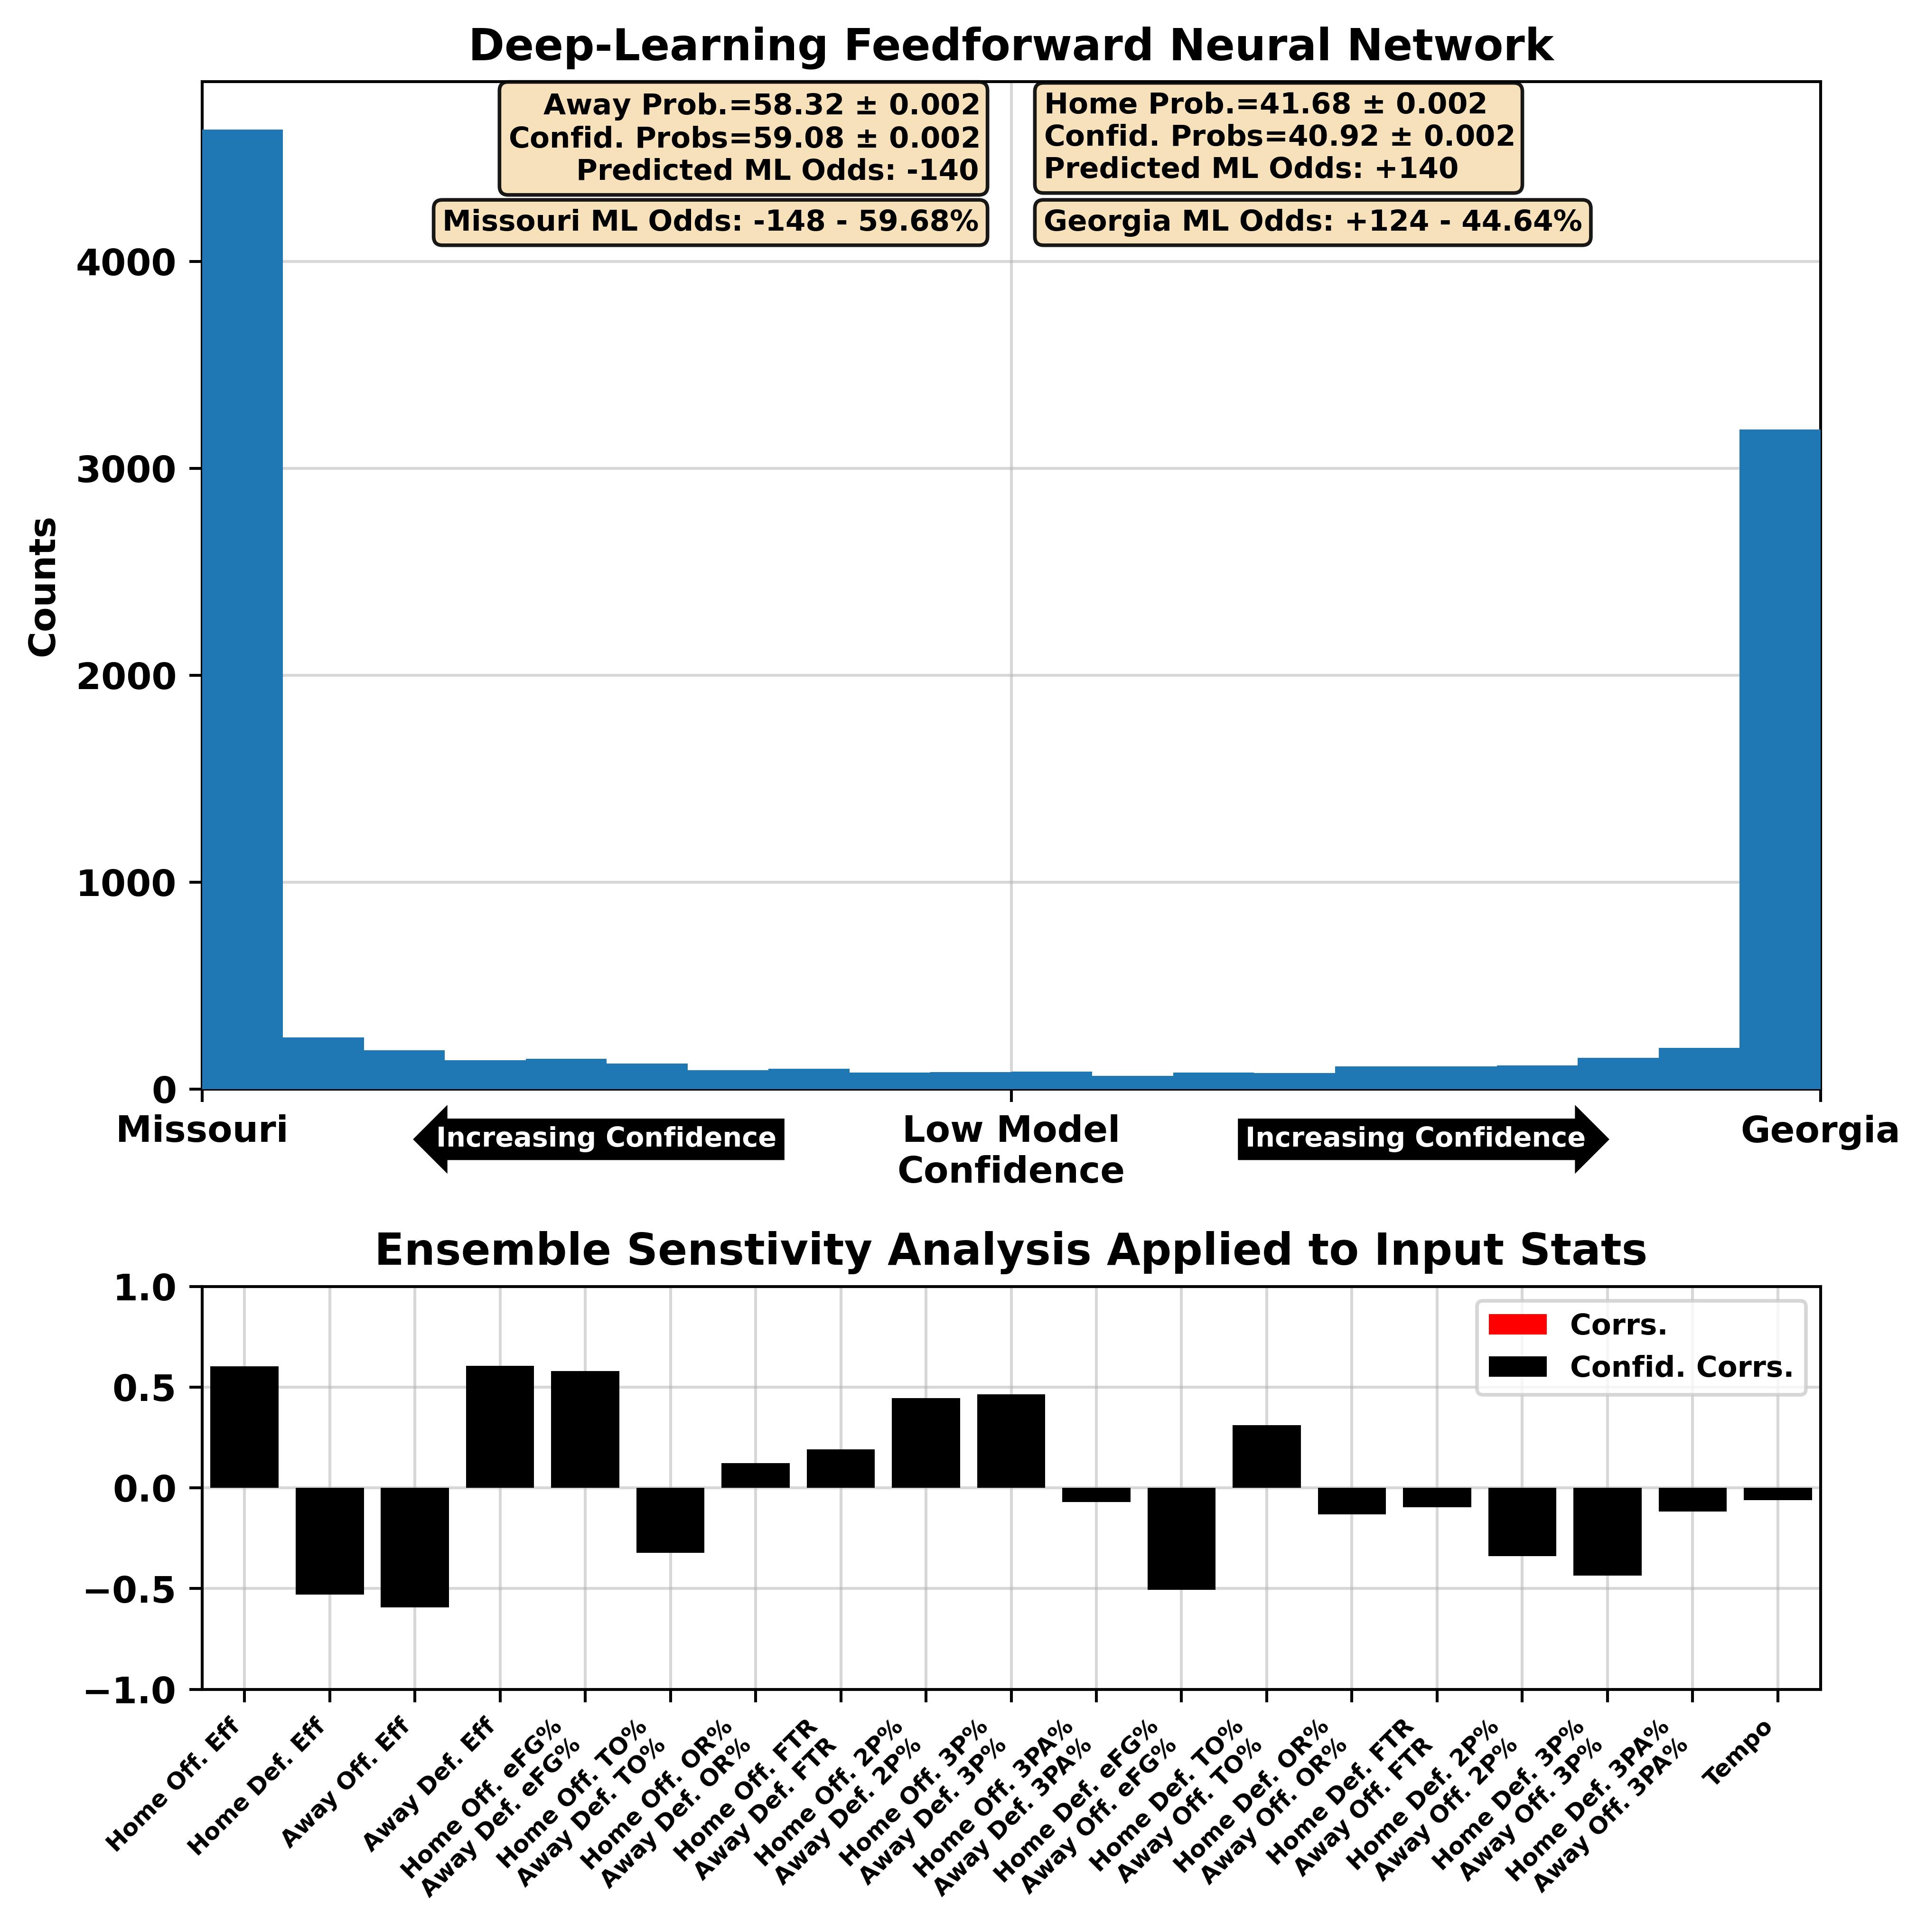 Deep-Learning Feedforward Neural Network
Away Prob.=58.32 ± 0.002
Confid. Probs=59.08 ± 0.002
Predicted ML Odds: -140
Missouri ML Odds: -148 - 59.68%
Home Prob.=41.68 ± 0.002
Confid. Probs=40.92 ± 0.002
Predicted ML Odds: +140
Georgia ML Odds: +124 - 44.64%
Counts
4000
3000
2000
1000
0
Missouri
Increasing Confidence
Low Model
Confidence
Increasing Confidence
Georgia
Ensemble Senstivity Analysis Applied to Input Stats
1.0
0.5
0.0
−0.5
−1.0
Corrs.
Confid. Corrs.
Home Off. Eff
Home Def. Eff
Away Off. Eff
Away Def. Eff
Home Off. eFG%
Away Def. eFG%
Home Off. TO%
Away Def. TO%
Home Off. OR%
Away Def. OR%
Home Off. FTR
Away Def. FTR
Home Off. 2P%
Away Def. 2P%
Home Off. 3P%
Away Def. 3P%
Home Off. 3PA%
Away Def. 3PA%
Home Def. eFG%
Away Off. eFG%
Home Def. TO%
Away Off. TO%
Home Def. OR%
Away Off. OR%
Home Def. FTR
Away Off. FTR
Home Def. 2P%
Away Off. 2P%
Home Def. 3P%
Away Off. 3P%
Home Def. 3PA%
Away Off. 3PA%
Tempo